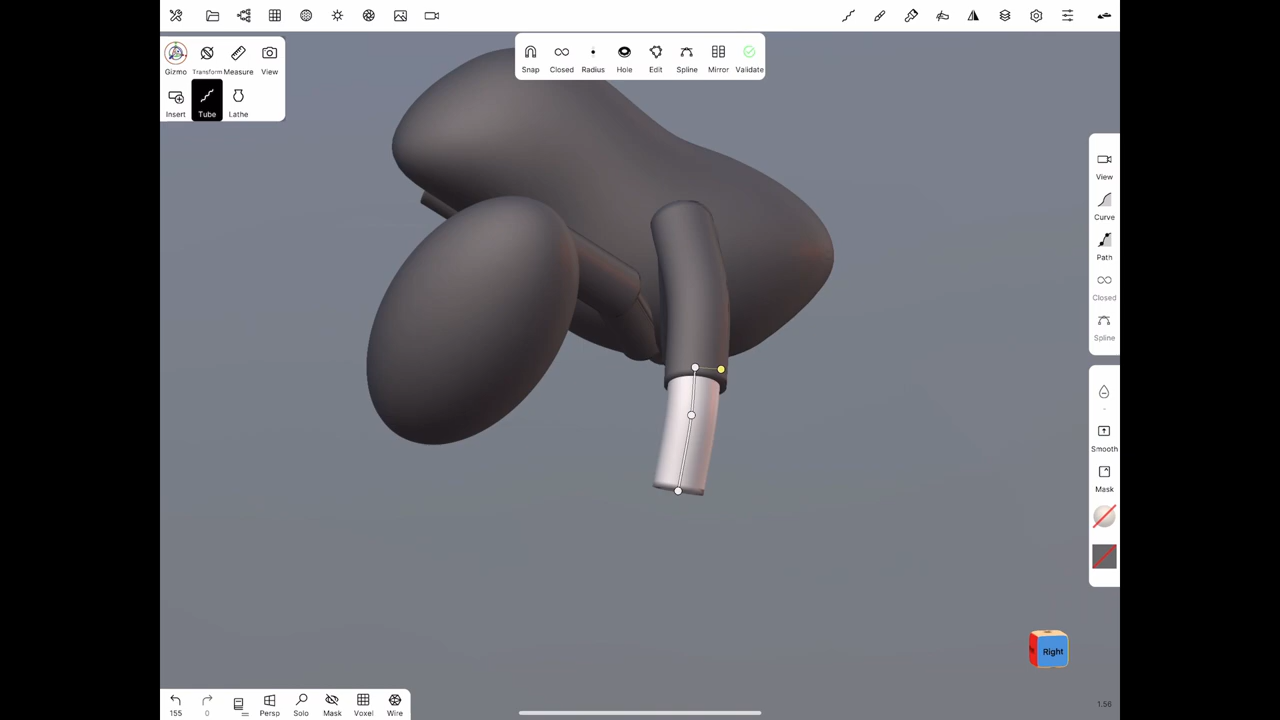 Gizmo Transform Measure View
Insert Tube Lathe
Snap Closed Radius Hole Edit Spline Mirror Validate
View
Curve
Path
Closed
Spline
-
Smooth
Mask
Right
155 0 Persp Solo Mask Voxel Wire
1.56